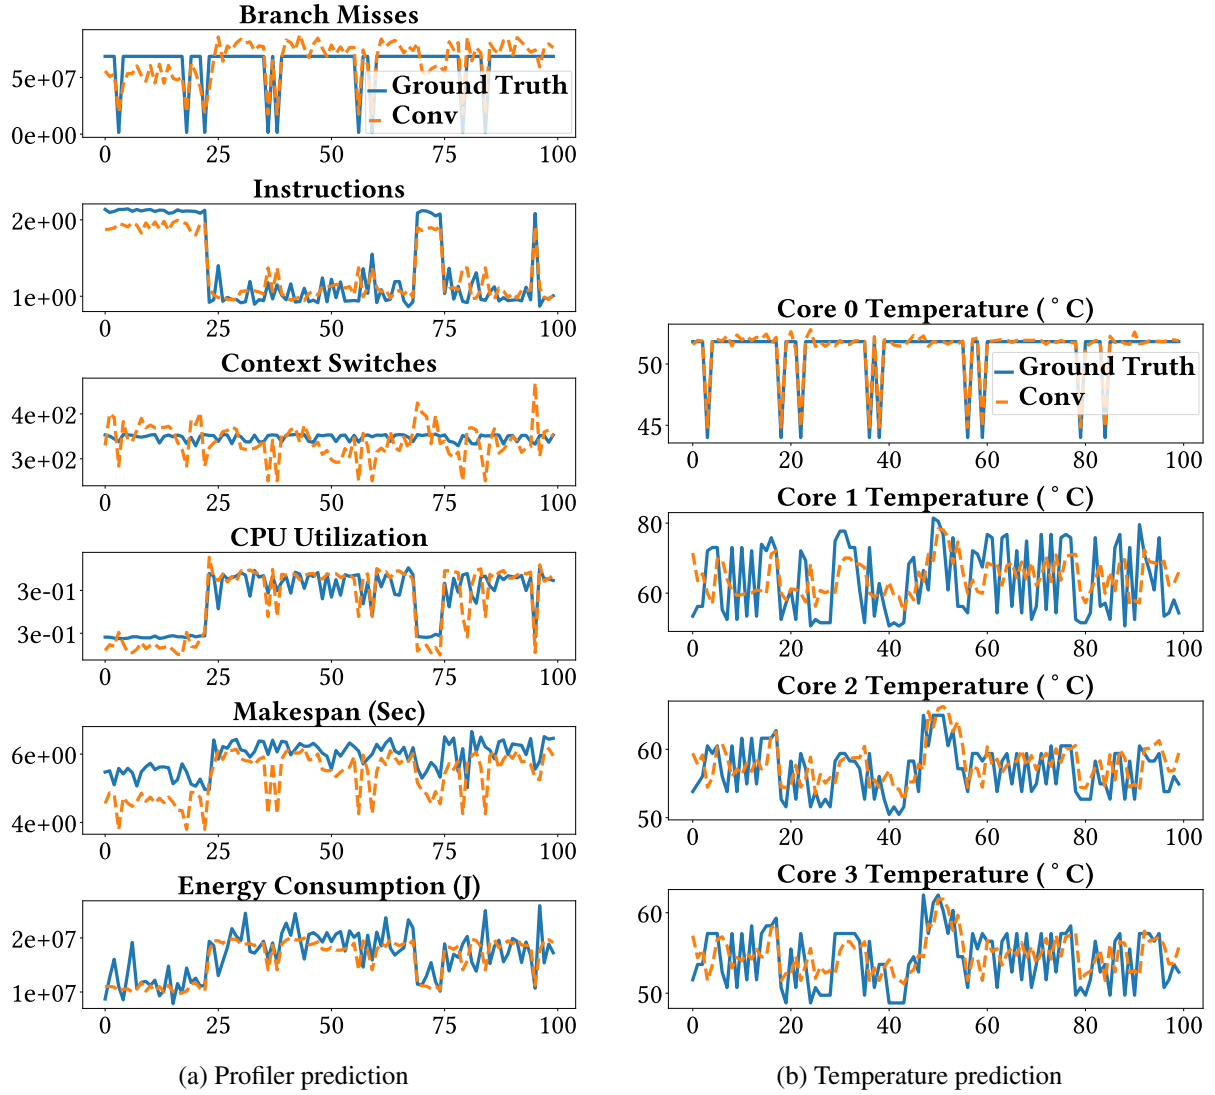 Branch Misses
5e+07
0e+00
Ground Truth
Conv
0 25 50 75 100
Instructions
2e+00
1e+00
0 25 50 75 100
Context Switches
4e+02
3e+02
0 25 50 75 100
CPU Utilization
3e-01
3e-01
0 25 50 75 100
Makespan (Sec)
6e+00
4e+00
0 25 50 75 100
Energy Consumption (J)
2e+07
1e+07
0 25 50 75 100
(a) Profiler prediction
Core 0 Temperature (°C)
50
45
Ground Truth
Conv
0 20 40 60 80 100
Core 1 Temperature (°C)
80
60
0 20 40 60 80 100
Core 2 Temperature (°C)
60
50
0 20 40 60 80 100
Core 3 Temperature (°C)
60
50
0 20 40 60 80 100
(b) Temperature prediction